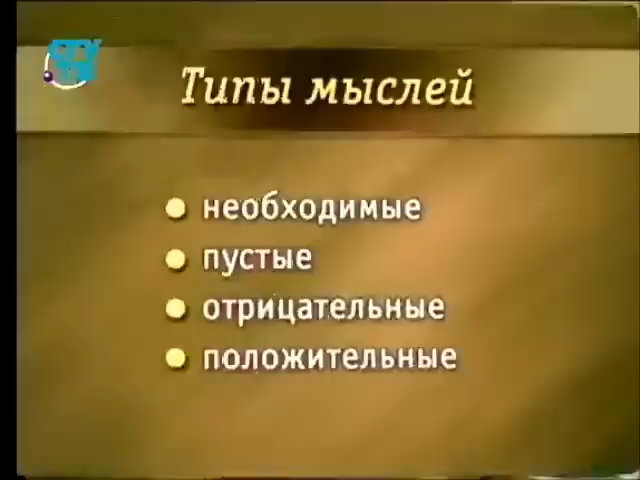 Типы мыслей
необходимые
пустые
отрицательные
положительные